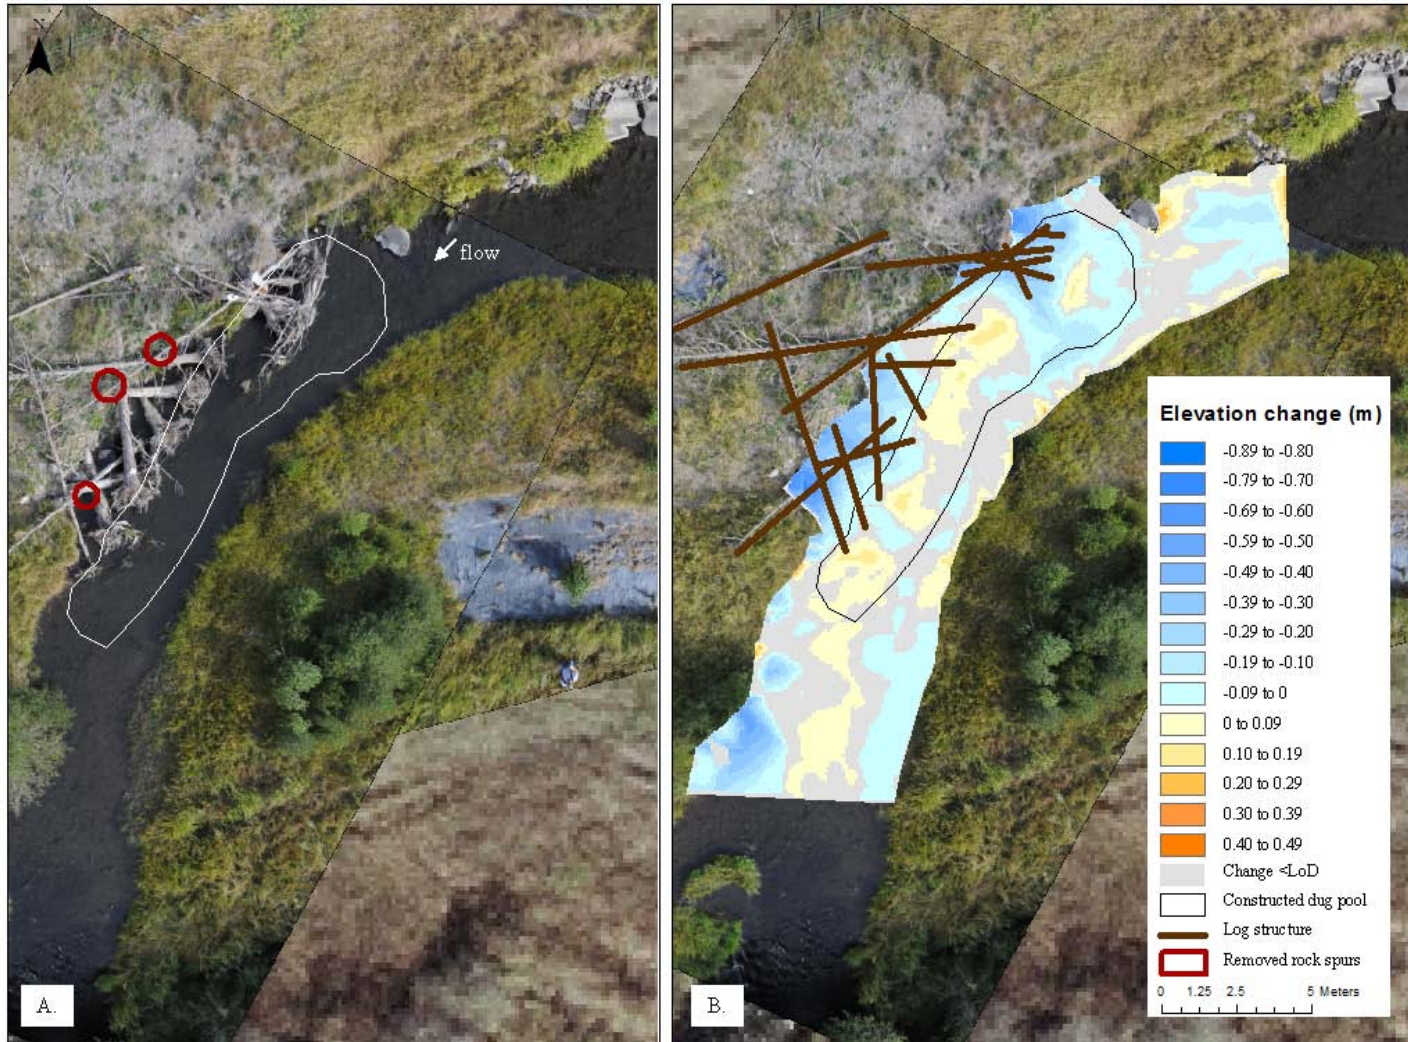 N
flow
A.
Elevation change (m)
-0.89 to -0.80
-0.79 to -0.70
-0.69 to -0.60
-0.59 to -0.50
-0.49 to -0.40
-0.39 to -0.30
-0.29 to -0.20
-0.19 to -0.10
-0.09 to 0
0 to 0.09
0.10 to 0.19
0.20 to 0.29
0.30 to 0.39
0.40 to 0.49
Change <LoD
Constructed dug pool
Log structure
Removed rock spurs
0 1.25 2.5 5 Meters
B.